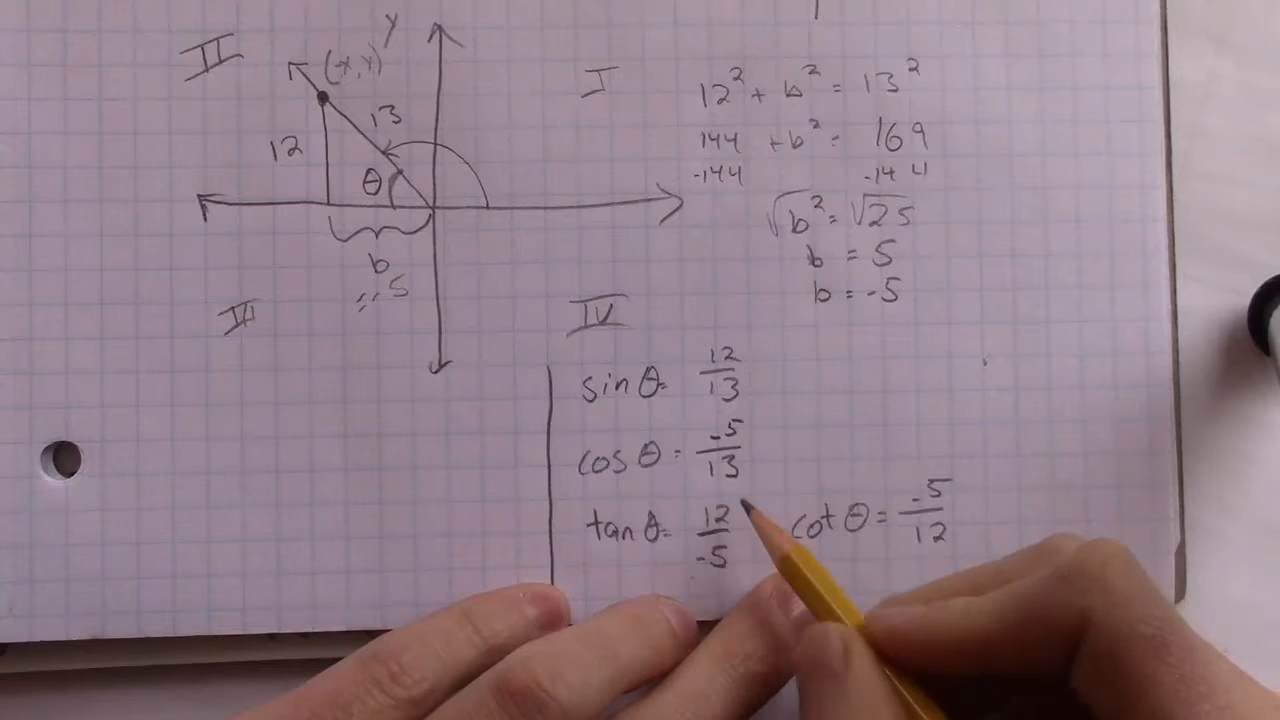 II
y
(x, y)
13
12
θ
b
= -5
III
I
IV
12² + b² = 13²
144 + b² = 169
-144 -144
√b² = √25
b = 5
b = -5
sin θ = 12/13
cos θ = -5/13
tan θ = 12/-5 cot θ = -5/12